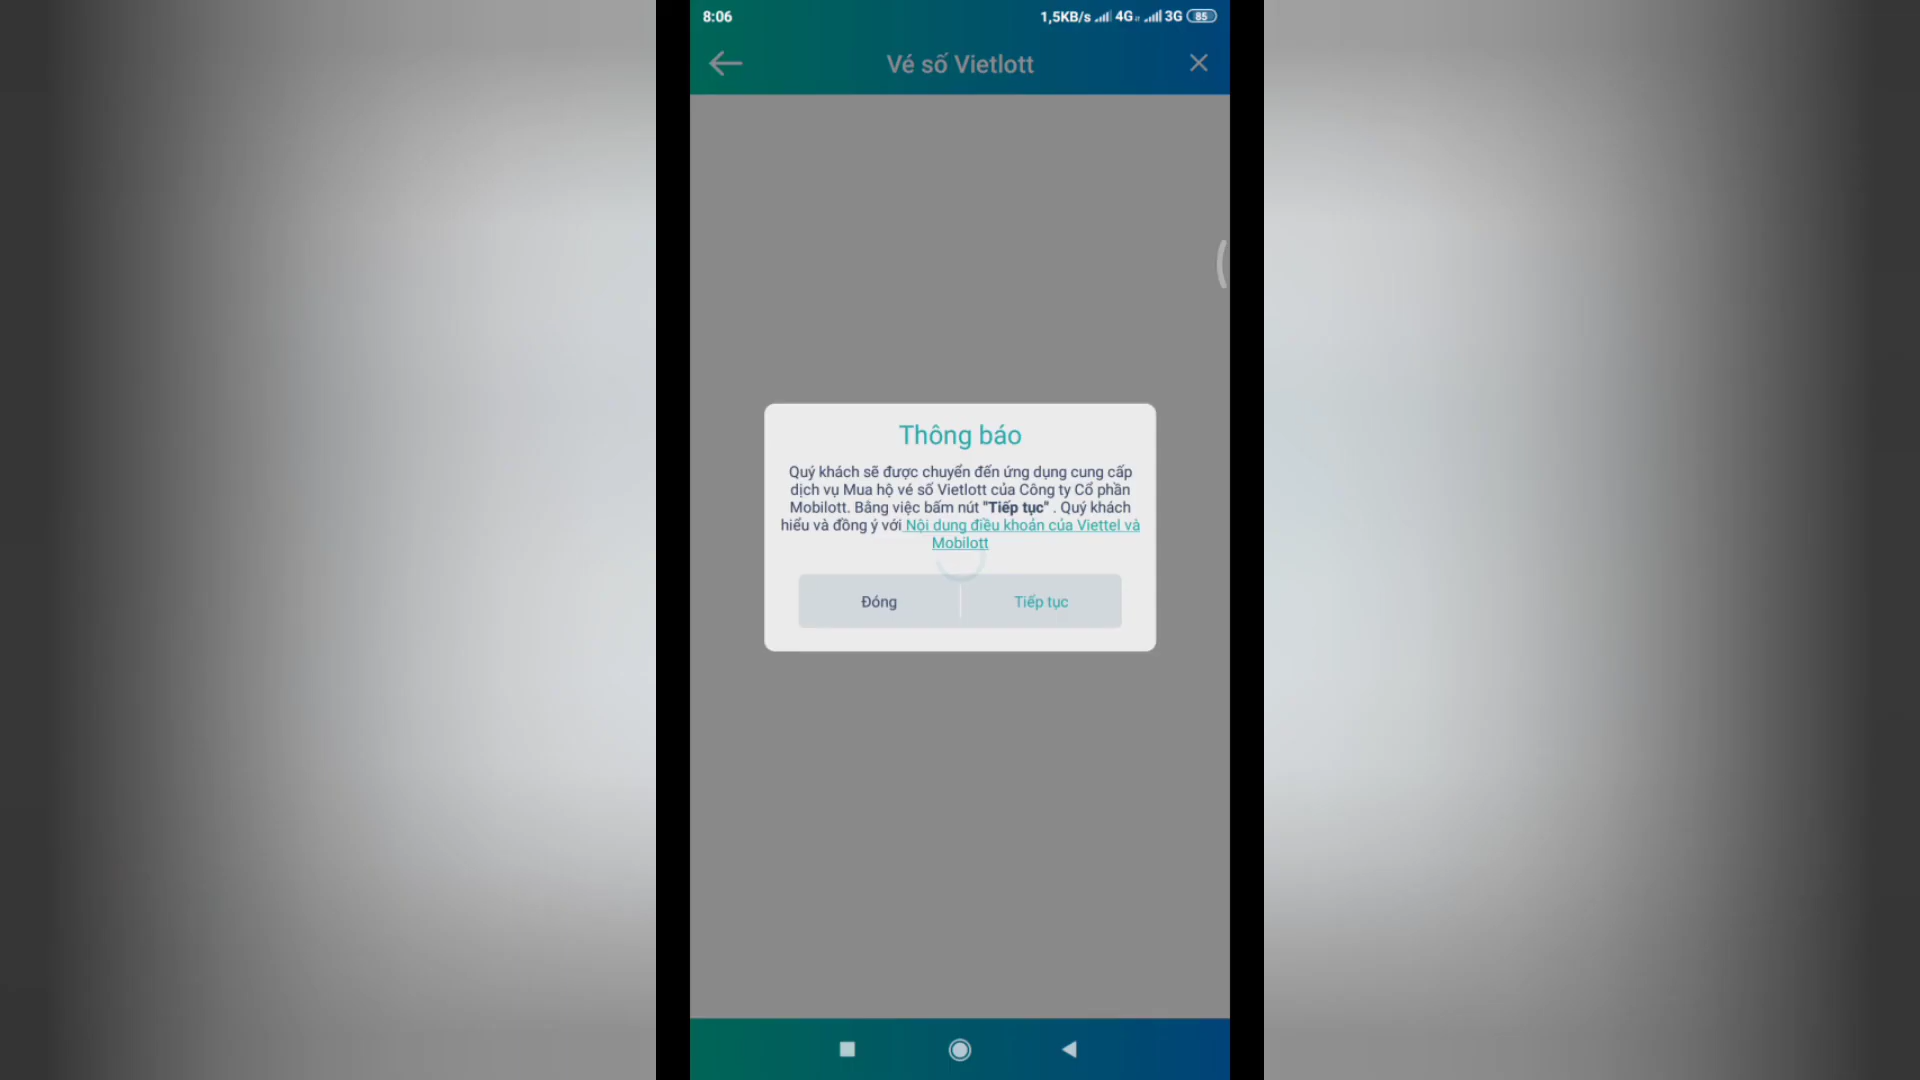 8:06 1,5KB/s 4G 3G 85
Vé số Vietlott
Thông báo
Quý khách sẽ được chuyển đến ứng dụng cung cấp
dịch vụ Mua hộ vé số Vietlott của Công ty Cổ phần
Mobilott. Bằng việc bấm nút "Tiếp tục" . Quý khách
hiểu và đồng ý với Nội dung điều khoản của Viettel và
Mobilott
Đóng Tiếp tục